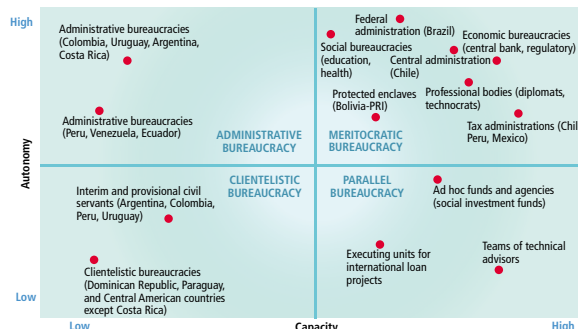 High
Administrative bureaucracies
(Colombia, Uruguay, Argentina,
Costa Rica)
Federal
administration (Brazil)
Social bureaucracies
(education,
health)
Economic bureaucracies
(central bank, regulatory)
Central administration
(Chile)
Professional bodies (diplomats,
technocrats)
Protected enclaves
(Bolivia-PRI)
Tax administrations (Chil
Peru, Mexico)
Administrative bureaucracies
(Peru, Venezuela, Ecuador)
ADMINISTRATIVE
BUREAUCRACY
MERITOCRATIC
BUREAUCRACY
Autonomy
CLIENTELISTIC
BUREAUCRACY
PARALLEL
BUREAUCRACY
Interim and provisional civil
servants (Argentina, Colombia,
Peru, Uruguay)
Ad hoc funds and agencies
(social investment funds)
Executing units for
international loan
projects
Teams of technical
advisors
Clientelistic bureaucracies
(Dominican Republic, Paraguay,
and Central American countries
except Costa Rica)
Low
Low
Capacity
High